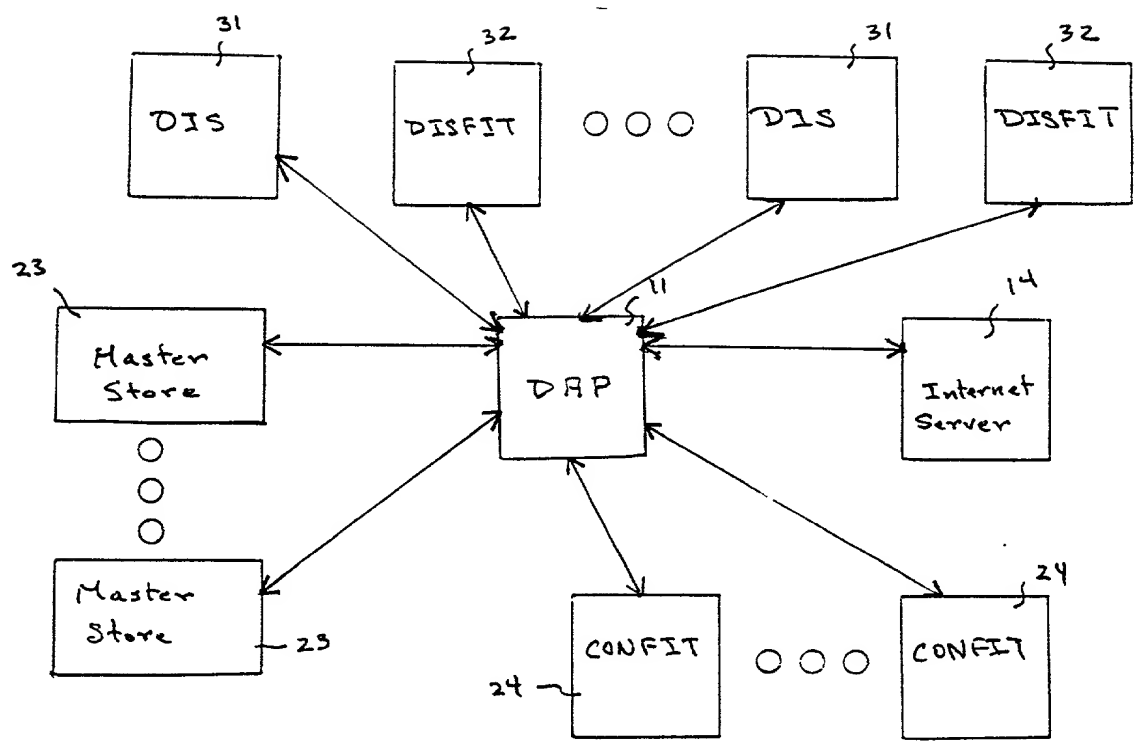 31
32
31
32
DIS
DISFIT
DIS
DISFIT
23
11
14
Master
Store
DAP
Internet
Server
Master
Store
23
24
CONFIT
CONFIT
24